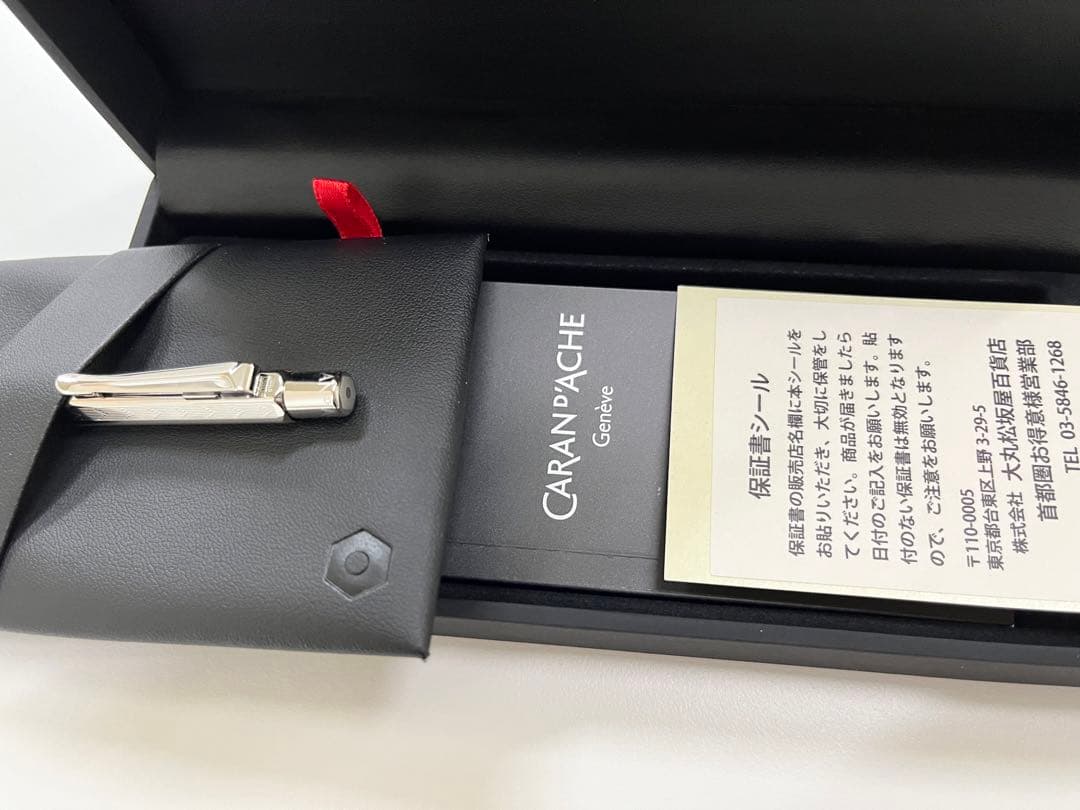 CARAN D'ACHE
Genève
保証書シール
保証書の販売店名欄に本シールを
お貼りいただき、大切に保管をし
てください。商品が届きましたら
日付のご記入をお願いします。貼
付のない保証書は無効となります
ので、ご注意をお願いします。
〒110-0005
東京都台東区上野 3-29-5
株式会社 大丸松坂屋百貨店
首都圏お得意様営業部
TEL 03-5846-1268